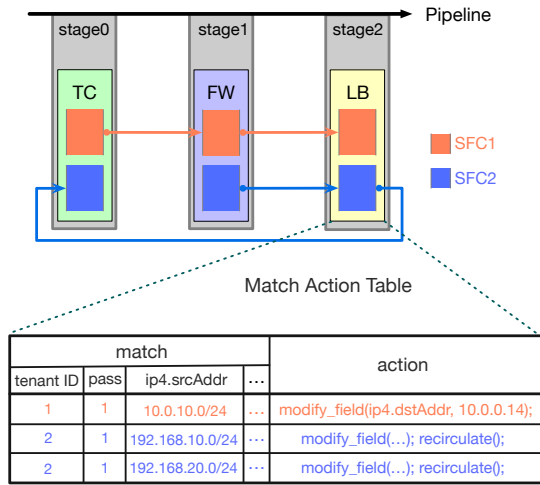 Pipeline
stage0 stage1 stage2
TC FW LB
SFC1
SFC2
Match Action Table
match action
tenant ID pass ip4.srcAddr ...
1 1 10.0.10.0/24 ... modify_field(ip4.dstAddr, 10.0.0.14);
2 1 192.168.10.0/24 ... modify_field(...); recirculate();
2 1 192.168.20.0/24 ... modify_field(...); recirculate();